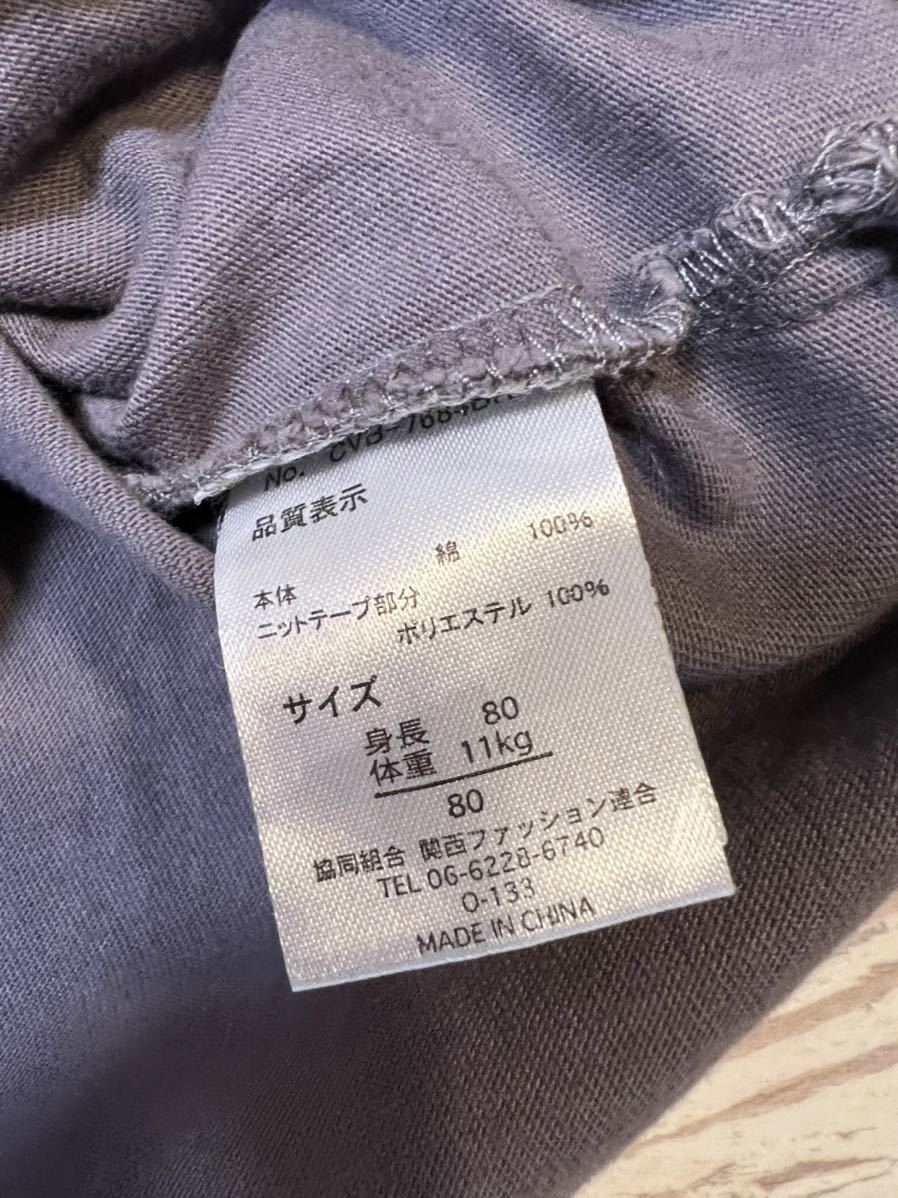 No.
品質表示
本体 綿 100%
ニットテープ部分
ポリエステル 100%
サイズ
身長 80
体重 11kg
80
協同組合 関西ファッション連合
TEL 06-6228-6740
O-133
MADE IN CHINA